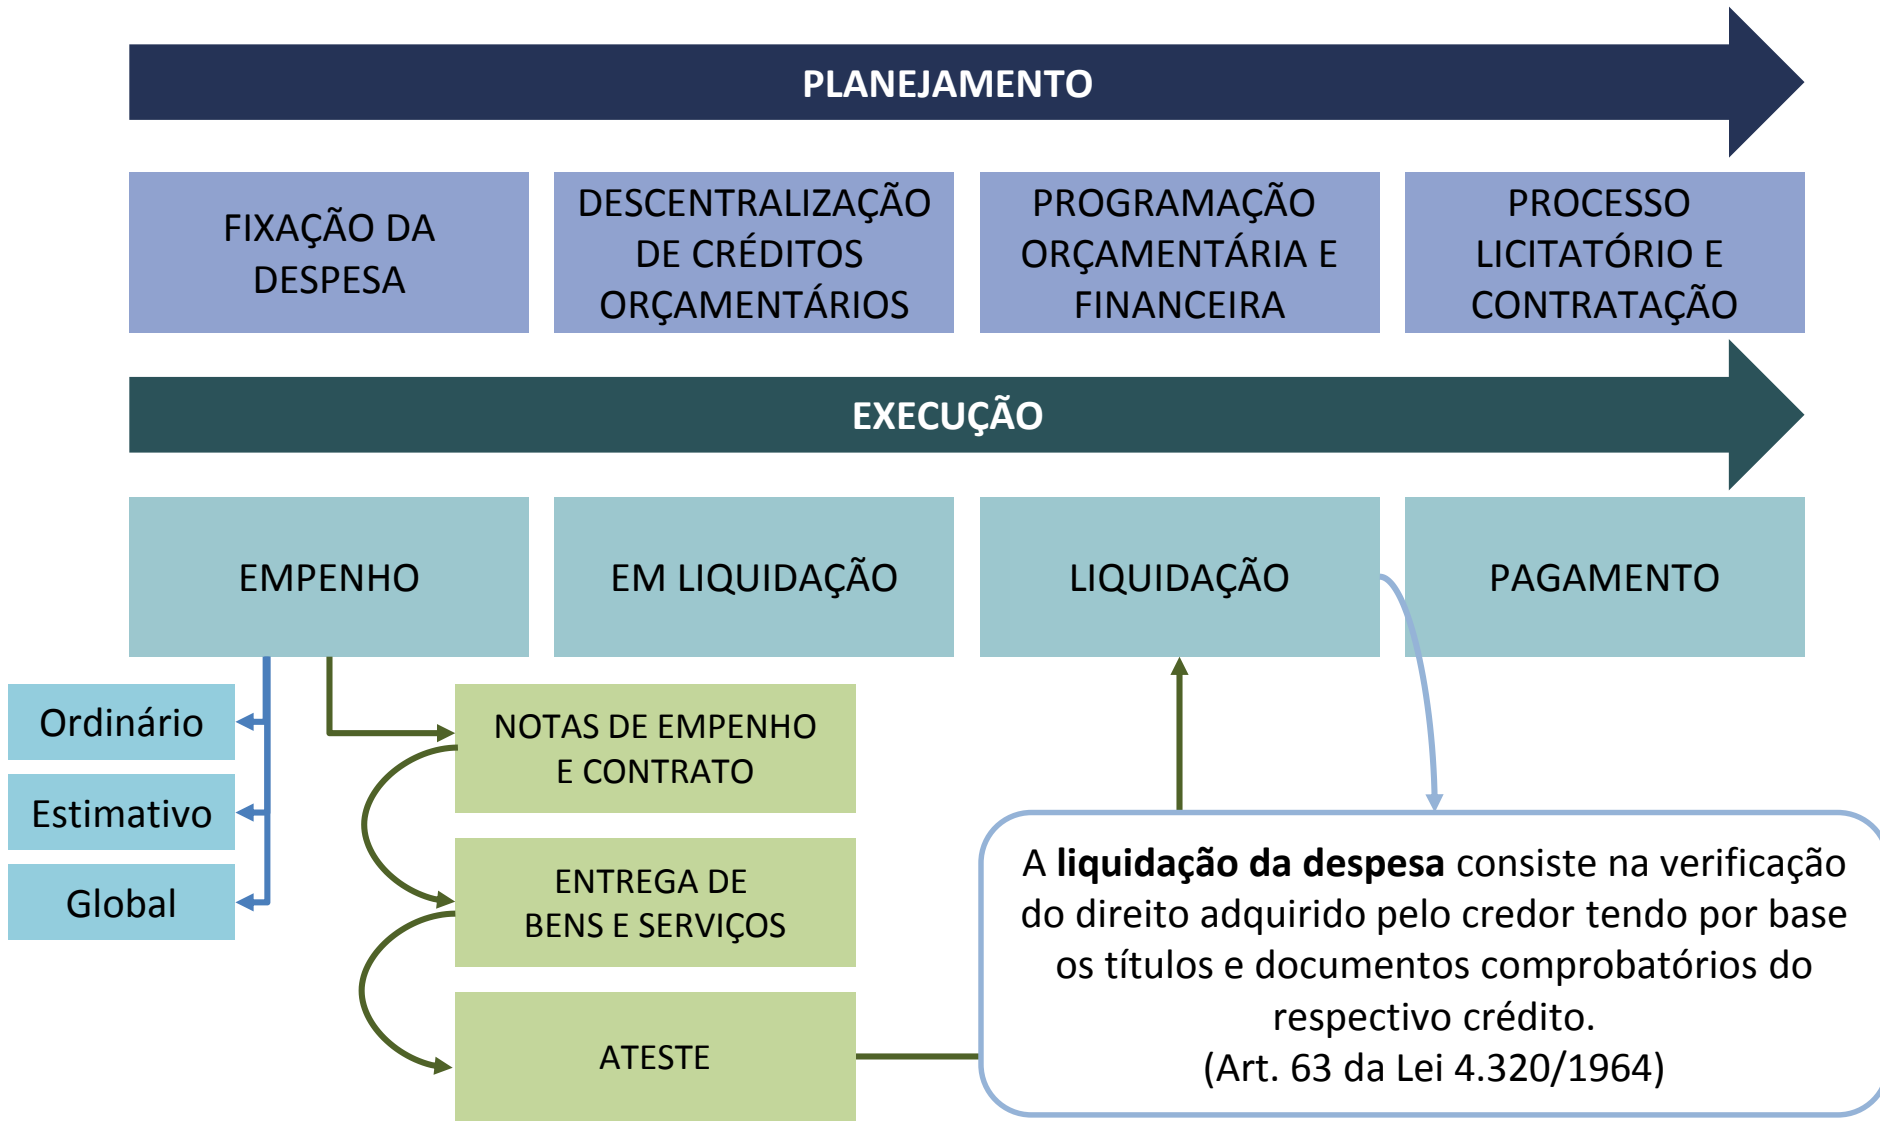 PLANEJAMENTO
FIXAÇÃO DA
DESPESA
DESCENTRALIZAÇÃO
DE CRÉDITOS
ORÇAMENTÁRIOS
PROGRAMAÇÃO
ORÇAMENTÁRIA E
FINANCEIRA
PROCESSO
LICITATÓRIO E
CONTRATAÇÃO
EXECUÇÃO
EMPENHO
EM LIQUIDAÇÃO
LIQUIDAÇÃO
PAGAMENTO
Ordinário
Estimativo
Global
NOTAS DE EMPENHO
E CONTRATO
ENTREGA DE
BENS E SERVIÇOS
ATESTE
A liquidação da despesa consiste na verificação
do direito adquirido pelo credor tendo por base
os títulos e documentos comprobatórios do
respectivo crédito.
(Art. 63 da Lei 4.320/1964)